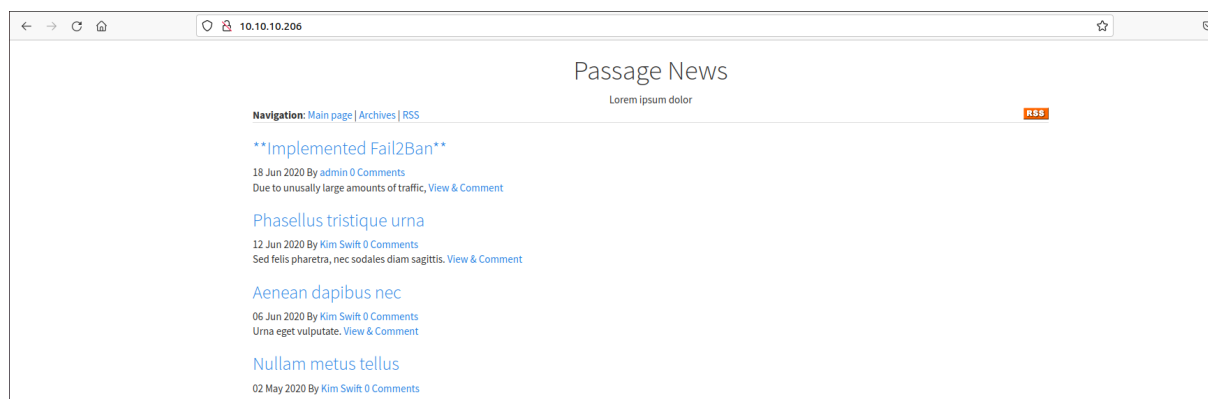 10.10.10.206
Passage News
Lorem ipsum dolor
Navigation: Main page | Archives | RSS
RSS
**Implemented Fail2Ban**
18 Jun 2020 By admin 0 Comments
Due to unusally large amounts of traffic, View & Comment
Phasellus tristique urna
12 Jun 2020 By Kim Swift 0 Comments
Sed felis pharetra, nec sodales diam sagittis. View & Comment
Aenean dapibus nec
06 Jun 2020 By Kim Swift 0 Comments
Urna eget vulputate. View & Comment
Nullam metus tellus
02 May 2020 By Kim Swift 0 Comments